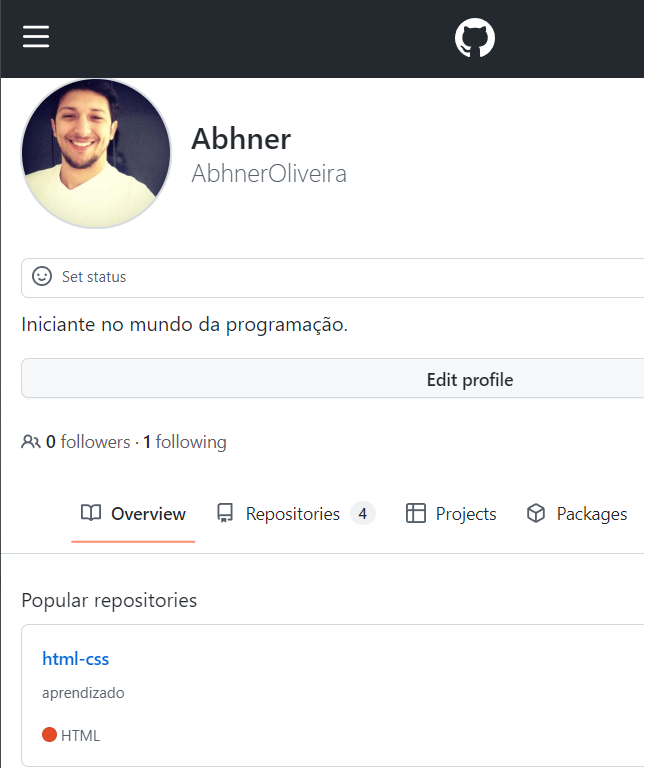 Abhner
AbhnerOliveira
Set status
Iniciante no mundo da programação.
Edit profile
0 followers · 1 following
Overview Repositories 4 Projects Packages
Popular repositories
html-css
aprendizado
HTML